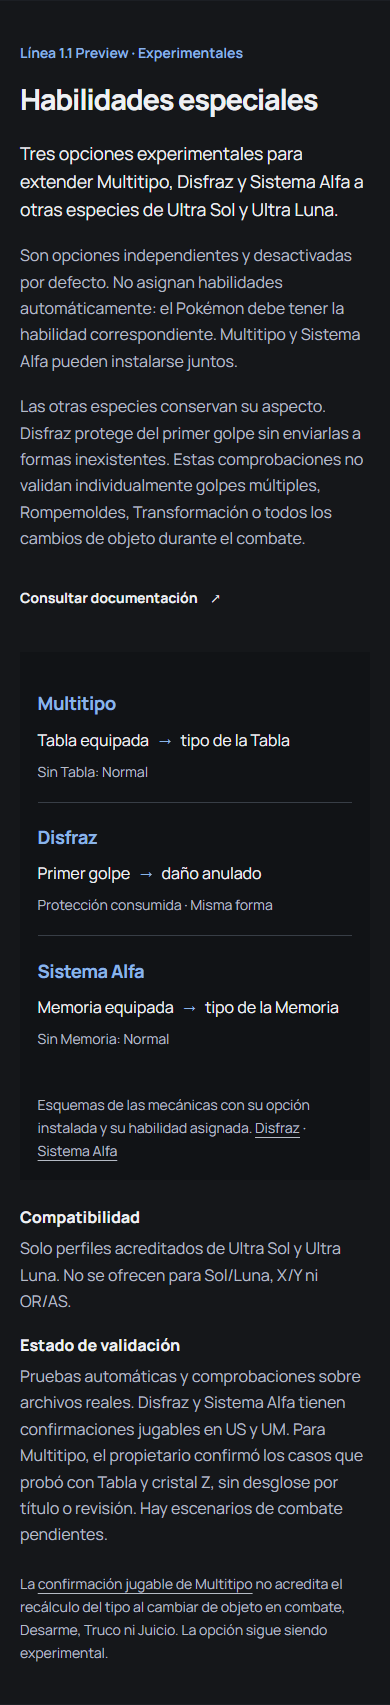 Línea 1.1 Preview · Experimentales
Habilidades especiales
Tres opciones experimentales para
extender Multitipo, Disfraz y Sistema Alfa a
otras especies de Ultra Sol y Ultra Luna.
Son opciones independientes y desactivadas
por defecto. No asignan habilidades
automáticamente: el Pokémon debe tener la
habilidad correspondiente. Multitipo y Sistema
Alfa pueden instalarse juntos.
Las otras especies conservan su aspecto.
Disfraz protege del primer golpe sin enviarlas a
formas inexistentes. Estas comprobaciones no
validan individualmente golpes múltiples,
Rompemoldes, Transformación o todos los
cambios de objeto durante el combate.
Consultar documentación ↗
Multitipo
Tabla equipada → tipo de la Tabla
Sin Tabla: Normal
Disfraz
Primer golpe → daño anulado
Protección consumida · Misma forma
Sistema Alfa
Memoria equipada → tipo de la Memoria
Sin Memoria: Normal
Esquemas de las mecánicas con su opción
instalada y su habilidad asignada. Disfraz ·
Sistema Alfa
Compatibilidad
Solo perfiles acreditados de Ultra Sol y Ultra
Luna. No se ofrecen para Sol/Luna, X/Y ni
OR/AS.
Estado de validación
Pruebas automáticas y comprobaciones sobre
archivos reales. Disfraz y Sistema Alfa tienen
confirmaciones jugables en US y UM. Para
Multitipo, el propietario confirmó los casos que
probó con Tabla y cristal Z, sin desglose por
título o revisión. Hay escenarios de combate
pendientes.
La confirmación jugable de Multitipo no acredita el
recálculo del tipo al cambiar de objeto en combate,
Desarme, Truco ni Juicio. La opción sigue siendo
experimental.